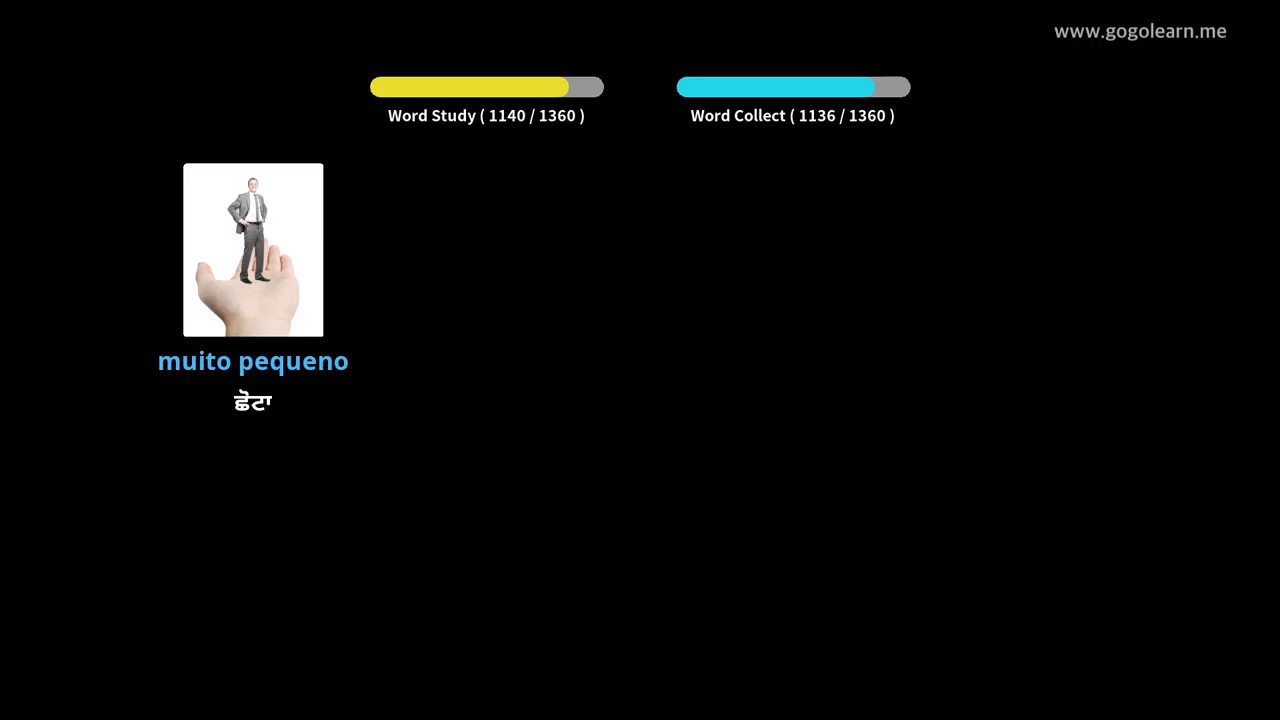 www.gogolearn.me
Word Study ( 1140 / 1360 )
Word Collect ( 1136 / 1360 )
muito pequeno
ਛੋਟਾ